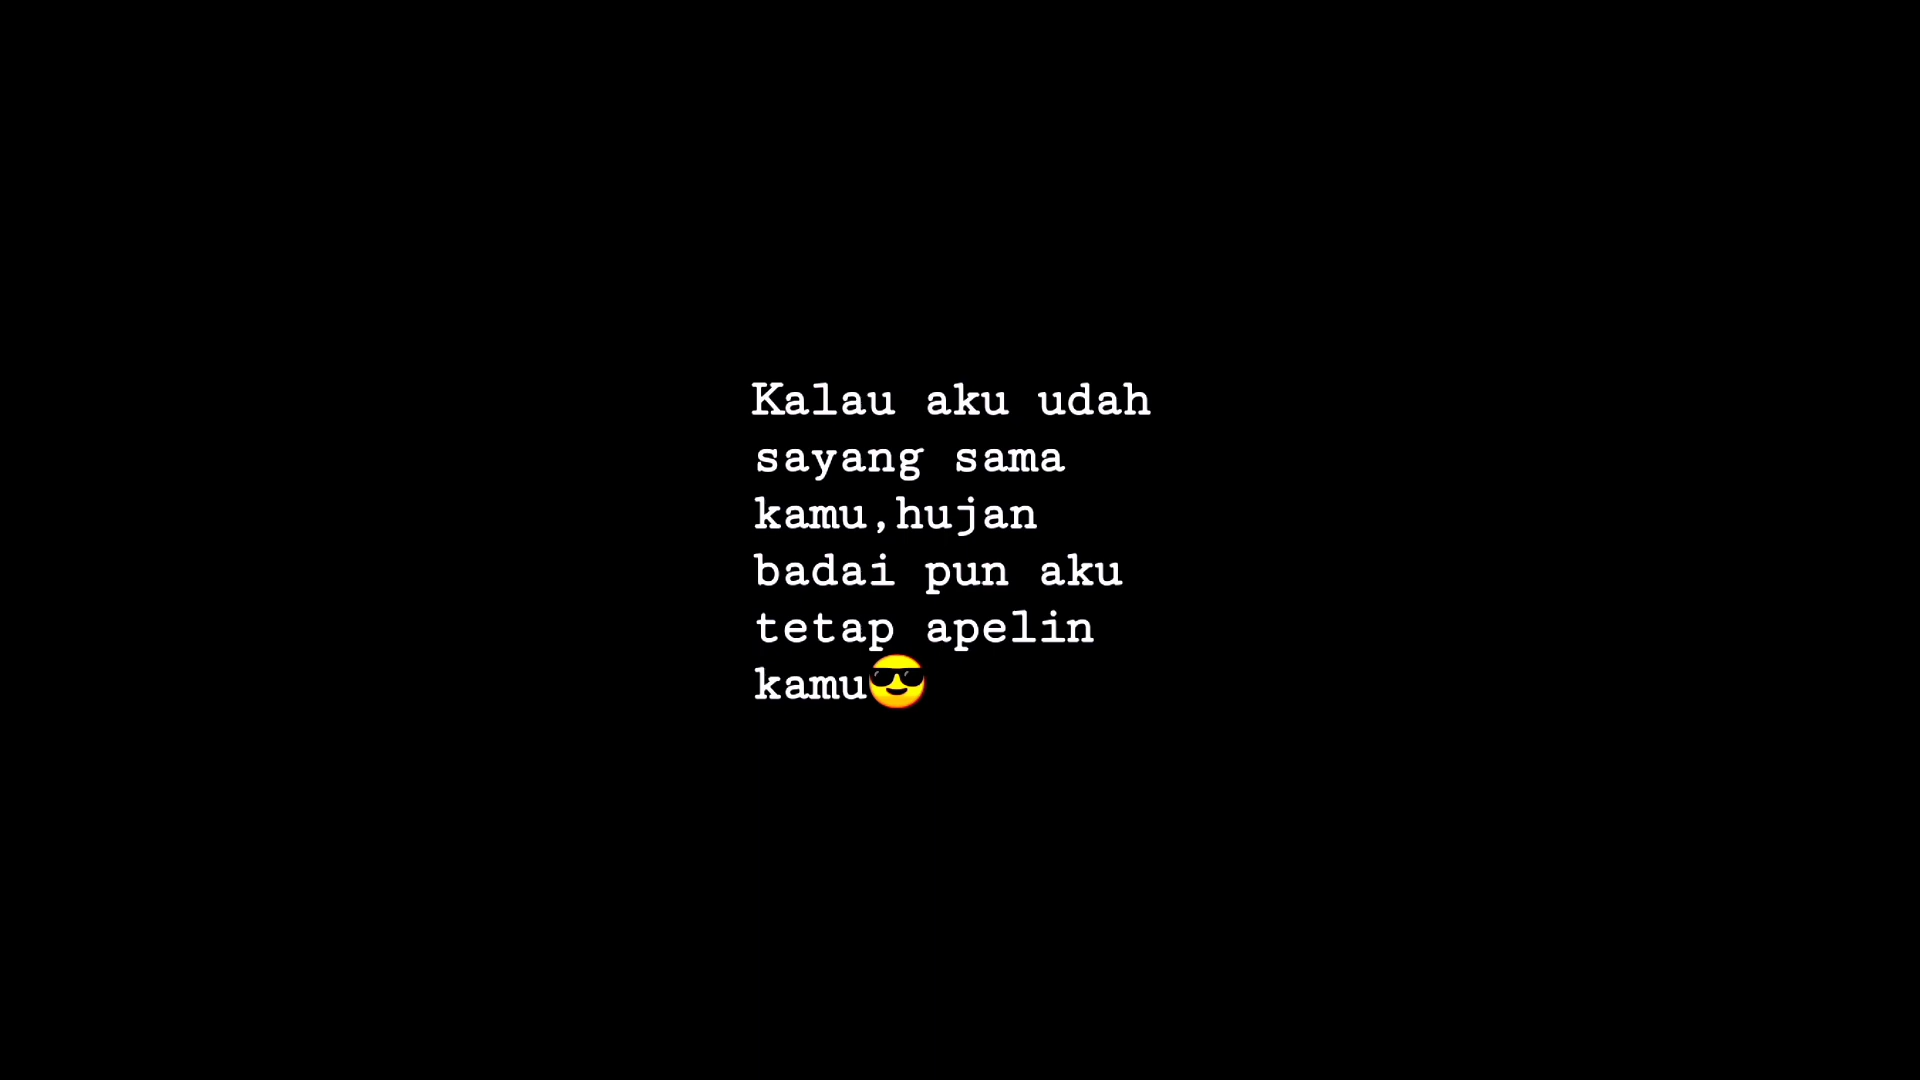 Kalau aku udah
sayang sama
kamu,hujan
badai pun aku
tetap apelin
kamu😎